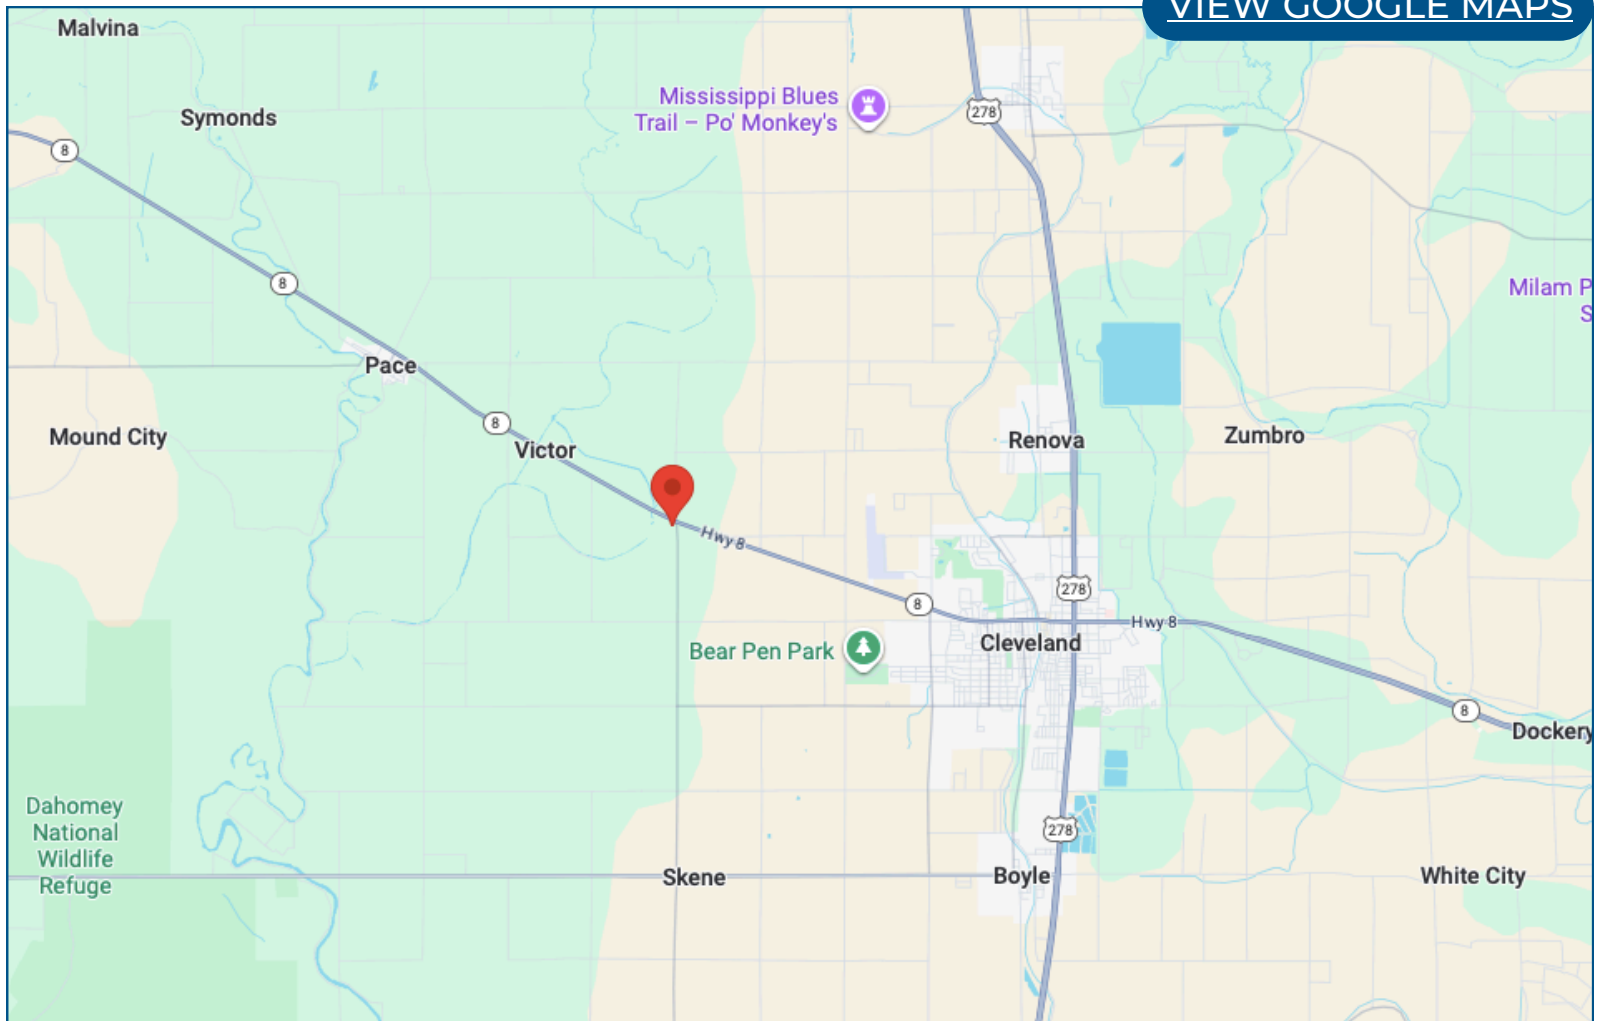 VIEW GOOGLE MAPS
Malvina
Symonds
Mississippi Blues
Trail – Po' Monkey's
278
8
8
Milam P
S
Pace
Mound City
8
Victor
Renova
Zumbro
Hwy 8
278
8
Hwy 8
Cleveland
Bear Pen Park
8
Dockery
Dahomey
National
Wildlife
Refuge
278
Skene
Boyle
White City